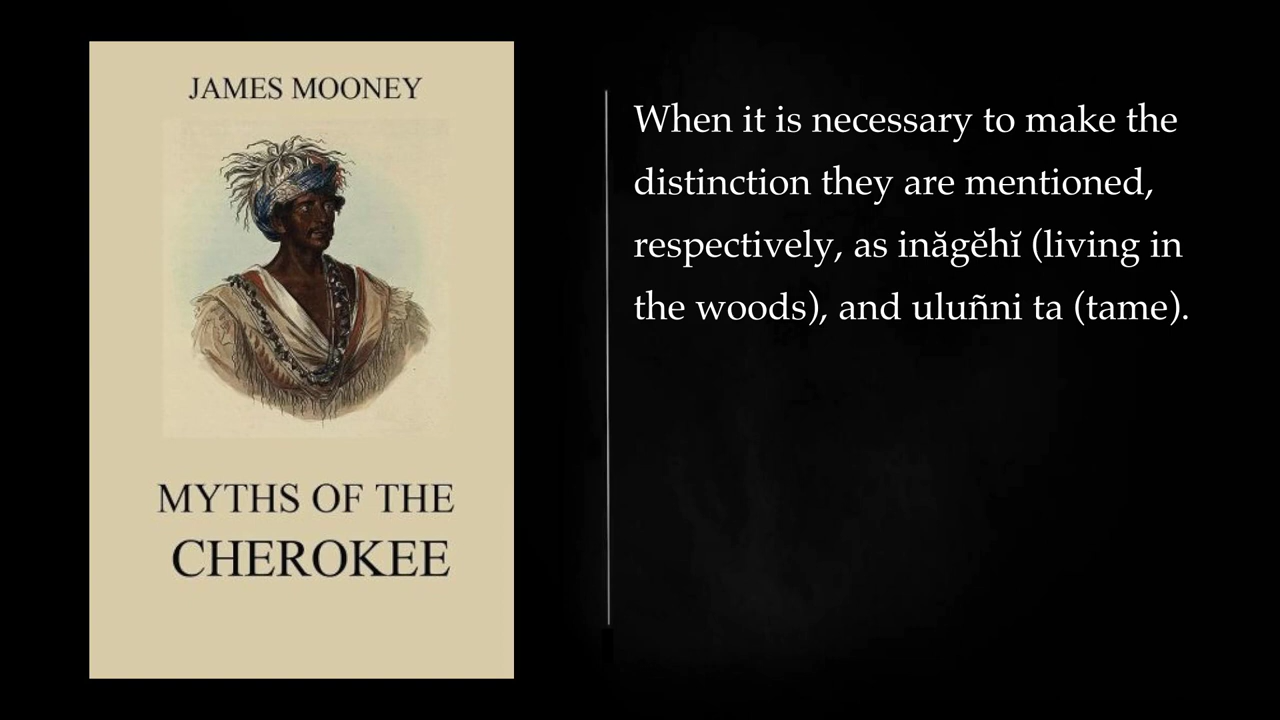 JAMES MOONEY
MYTHS OF THE
CHEROKEE
When it is necessary to make the
distinction they are mentioned,
respectively, as inăgĕhĭ (living in
the woods), and uluñni ta (tame).